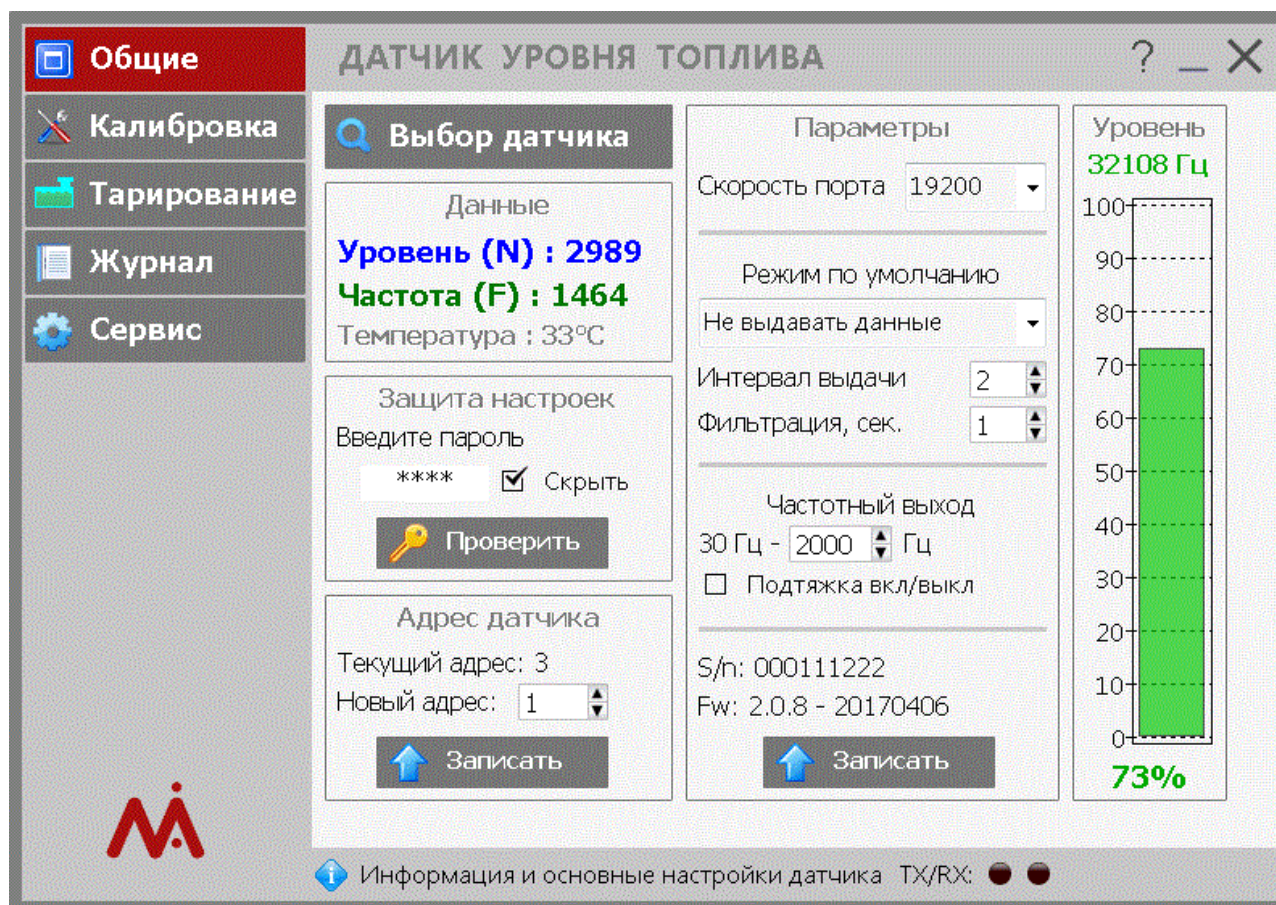 Общие
Калибровка
Тарирование
Журнал
Сервис
ДАТЧИК УРОВНЯ ТОПЛИВА
?
Выбор датчика
Данные
Уровень (N) : 2989
Частота (F) : 1464
Температура : 33°C
Защита настроек
Введите пароль
**** Скрыть
Проверить
Адрес датчика
Текущий адрес: 3
Новый адрес: 1
Записать
Параметры
Скорость порта 19200
Режим по умолчанию
Не выдавать данные
Интервал выдачи 2
Фильтрация, сек. 1
Частотный выход
30 Гц - 2000 Гц
Подтяжка вкл/выкл
S/n: 000111222
Fw: 2.0.8 - 20170406
Записать
Уровень
32108 Гц
100
90
80
70
60
50
40
30
20
10
0
73%
Информация и основные настройки датчика TX/RX: